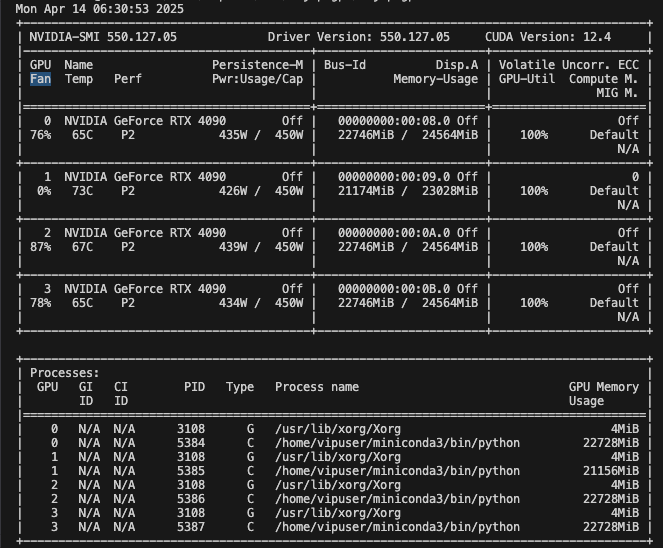 Mon Apr 14 06:30:53 2025
NVIDIA-SMI 550.127.05 Driver Version: 550.127.05 CUDA Version: 12.4
GPU Name Persistence-M | Bus-Id Disp.A | Volatile Uncorr. ECC
Fan Temp Perf Pwr:Usage/Cap | Memory-Usage | GPU-Util Compute M.
MIG M.
0 NVIDIA GeForce RTX 4090 Off | 00000000:00:08.0 Off | Off
76% 65C P2 435W / 450W | 22746MiB / 24564MiB | 100% Default
N/A
1 NVIDIA GeForce RTX 4090 Off | 00000000:00:09.0 Off | 0
0% 73C P2 426W / 450W | 21174MiB / 23028MiB | 100% Default
N/A
2 NVIDIA GeForce RTX 4090 Off | 00000000:00:0A.0 Off | Off
87% 67C P2 439W / 450W | 22746MiB / 24564MiB | 100% Default
N/A
3 NVIDIA GeForce RTX 4090 Off | 00000000:00:0B.0 Off | Off
78% 65C P2 434W / 450W | 22746MiB / 24564MiB | 100% Default
N/A
Processes:
GPU GI CI PID Type Process name GPU Memory
ID ID Usage
0 N/A N/A 3108 G /usr/lib/xorg/Xorg 4MiB
0 N/A N/A 5384 C /home/vipuser/miniconda3/bin/python 22728MiB
1 N/A N/A 3108 G /usr/lib/xorg/Xorg 4MiB
1 N/A N/A 5385 C /home/vipuser/miniconda3/bin/python 21156MiB
2 N/A N/A 3108 G /usr/lib/xorg/Xorg 4MiB
2 N/A N/A 5386 C /home/vipuser/miniconda3/bin/python 22728MiB
3 N/A N/A 3108 G /usr/lib/xorg/Xorg 4MiB
3 N/A N/A 5387 C /home/vipuser/miniconda3/bin/python 22728MiB